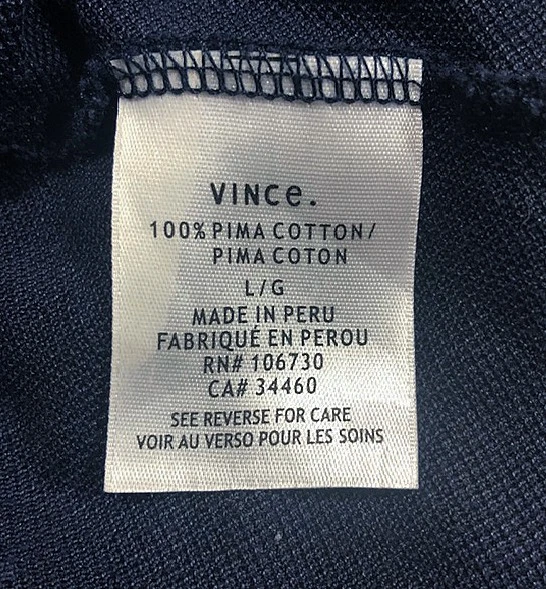 VINCe.
100% PIMA COTTON/
PIMA COTON
L/G
MADE IN PERU
FABRIQUÉ EN PEROU
RN# 106730
CA# 34460
SEE REVERSE FOR CARE
VOIR AU VERSO POUR LES SOINS